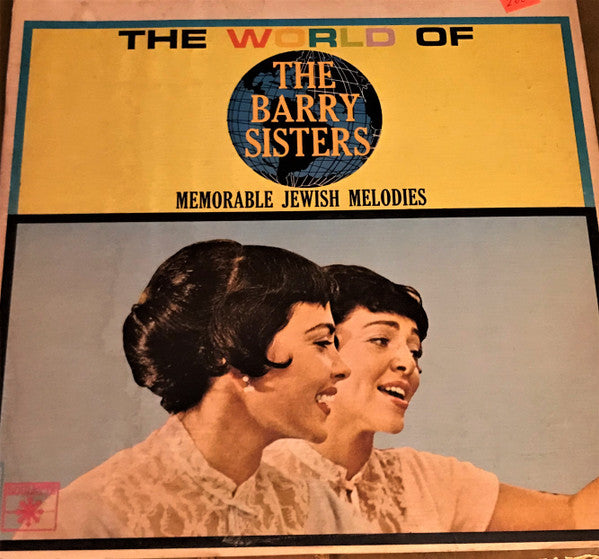 THE WORLD OF
THE
BARRY
SISTERS
MEMORABLE JEWISH MELODIES